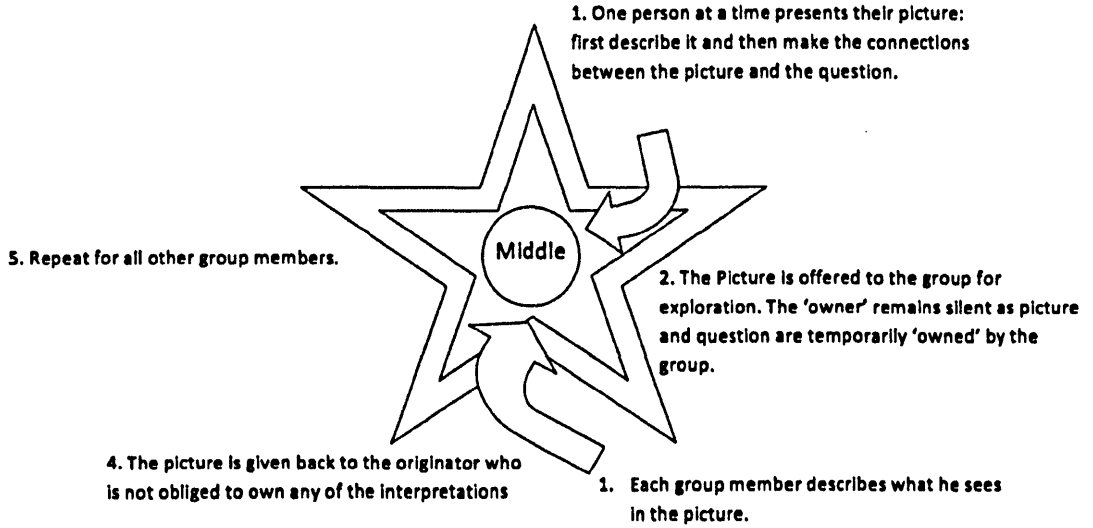 1. One person at a time presents their picture:
first describe it and then make the connections
between the picture and the question.
Middle
2. The Picture is offered to the group for
exploration. The 'owner' remains silent as picture
and question are temporarily 'owned' by the
group.
1. Each group member describes what he sees
in the picture.
4. The picture is given back to the originator who
is not obliged to own any of the interpretations
5. Repeat for all other group members.